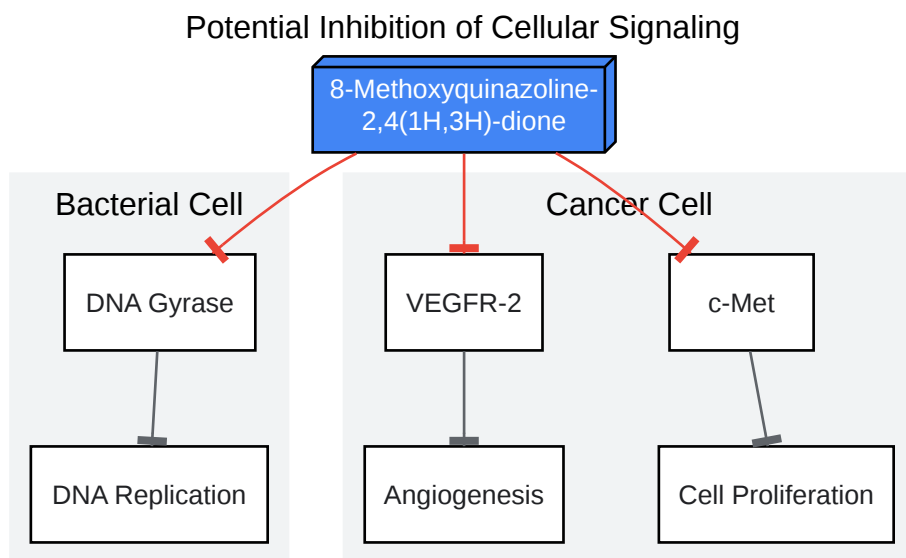 Potential Inhibition of Cellular Signaling
8-Methoxyquinazoline-
2,4(1H,3H)-dione
Bacterial Cell
Cancer Cell
DNA Gyrase
VEGFR-2
c-Met
DNA Replication
Angiogenesis
Cell Proliferation